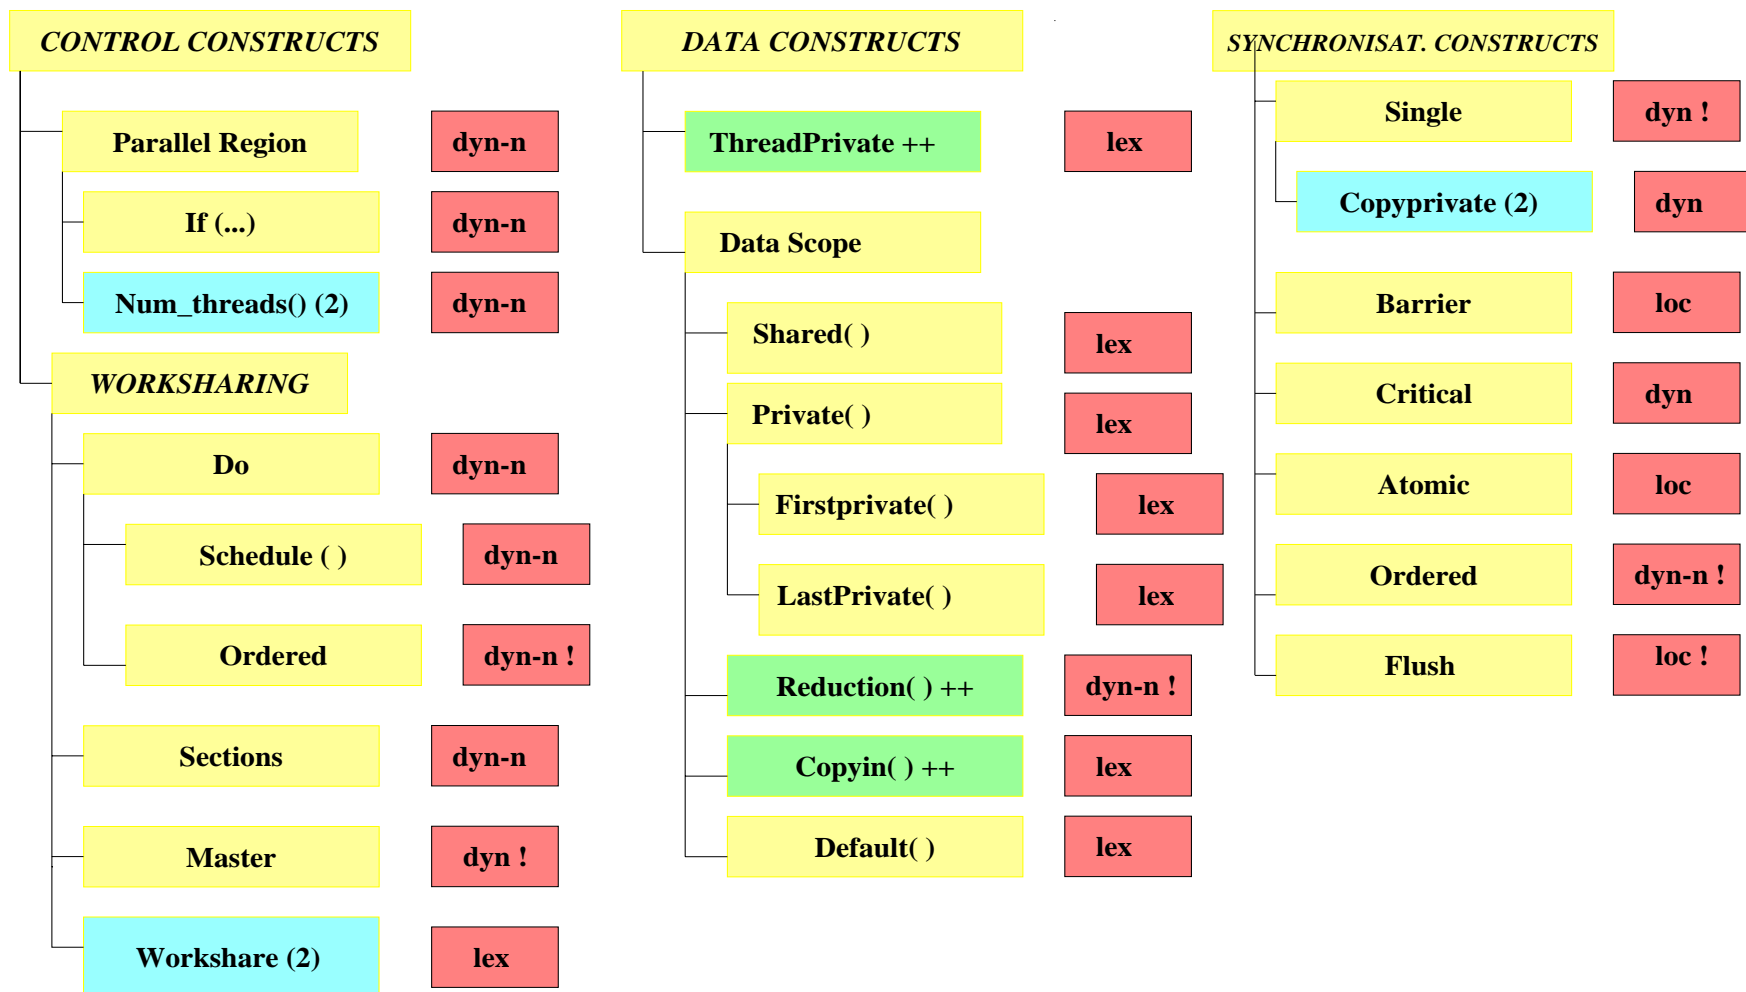 CONTROL CONSTRUCTS
Parallel Region dyn-n
If (...) dyn-n
Num_threads() (2) dyn-n
WORKSHARING
Do dyn-n
Schedule ( ) dyn-n
Ordered dyn-n !
Sections dyn-n
Master dyn !
Workshare (2) lex
DATA CONSTRUCTS
ThreadPrivate ++ lex
Data Scope
Shared( ) lex
Private( ) lex
Firstprivate( ) lex
LastPrivate( ) lex
Reduction( ) ++ dyn-n !
Copyin( ) ++ lex
Default( ) lex
SYNCHRONISAT. CONSTRUCTS
Single dyn !
Copyprivate (2) dyn
Barrier loc
Critical dyn
Atomic loc
Ordered dyn-n !
Flush loc !